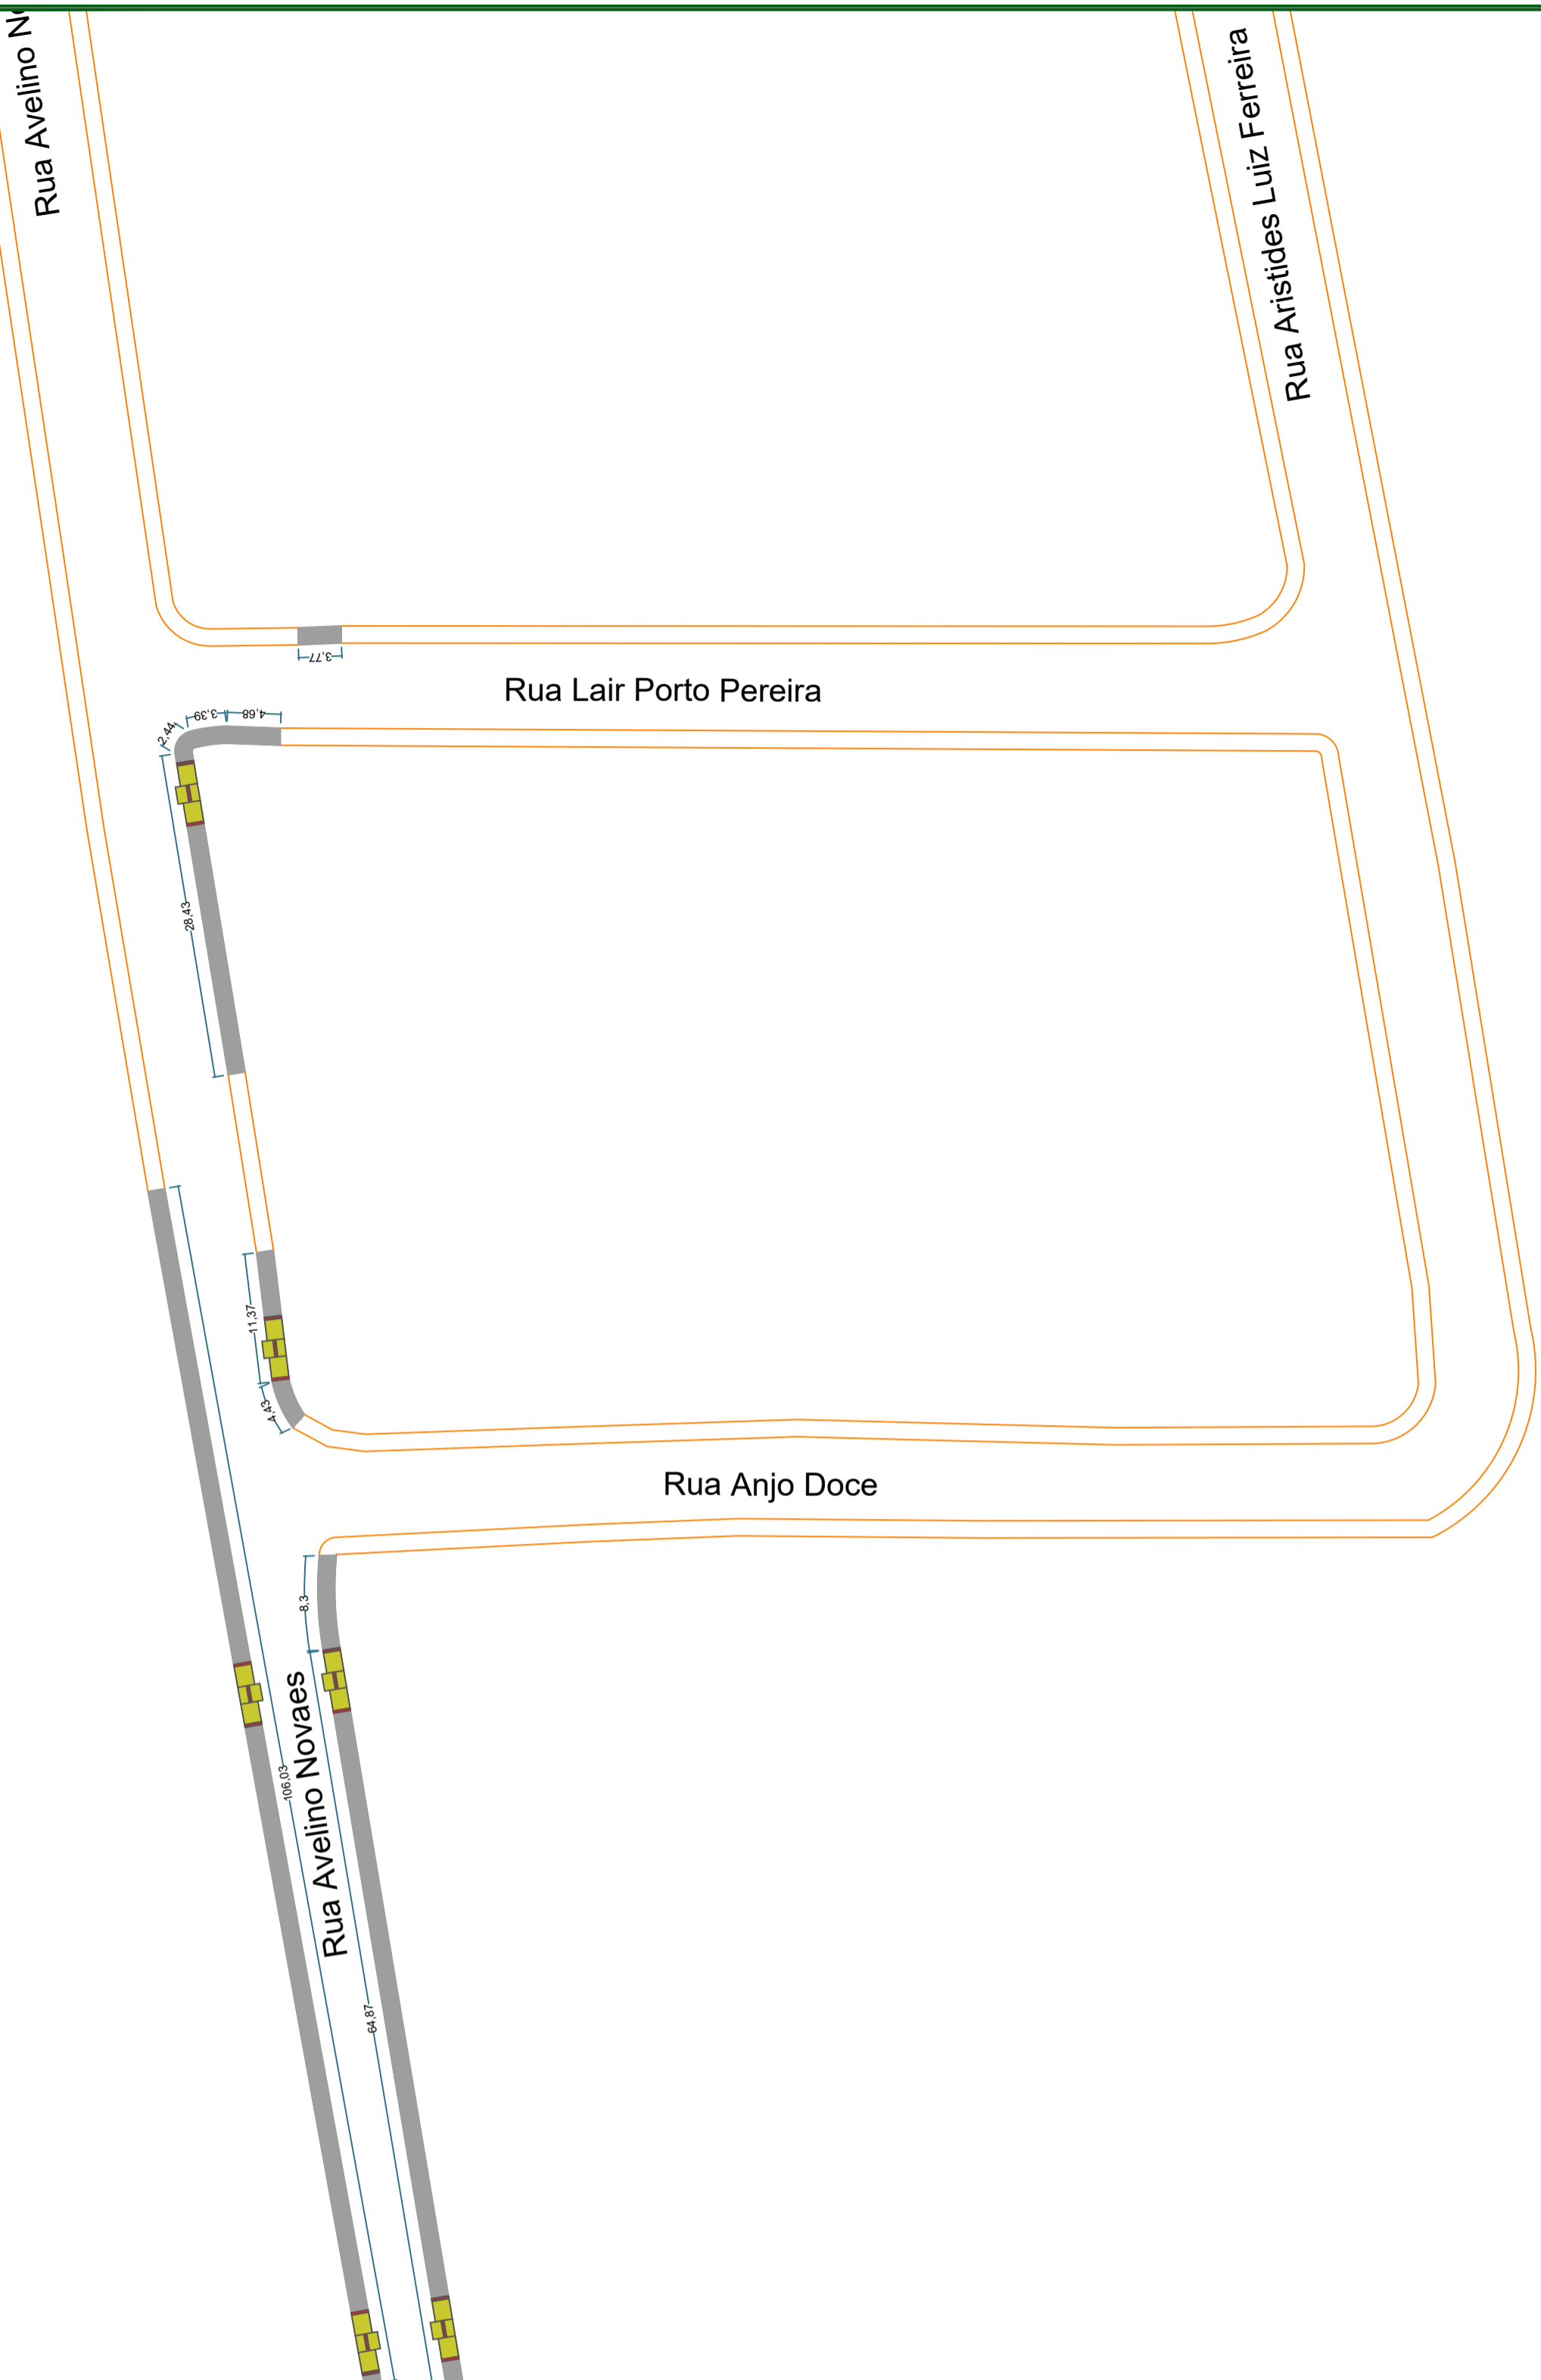 Rua Avelino No
Rua Aristides Luiz Ferreira
3,77
Rua Lair Porto Pereira
2,44
3,39
4,68
28,43
11,37
4,43
Rua Anjo Doce
8,3
106,03
Rua Avelino Novaes
64,87